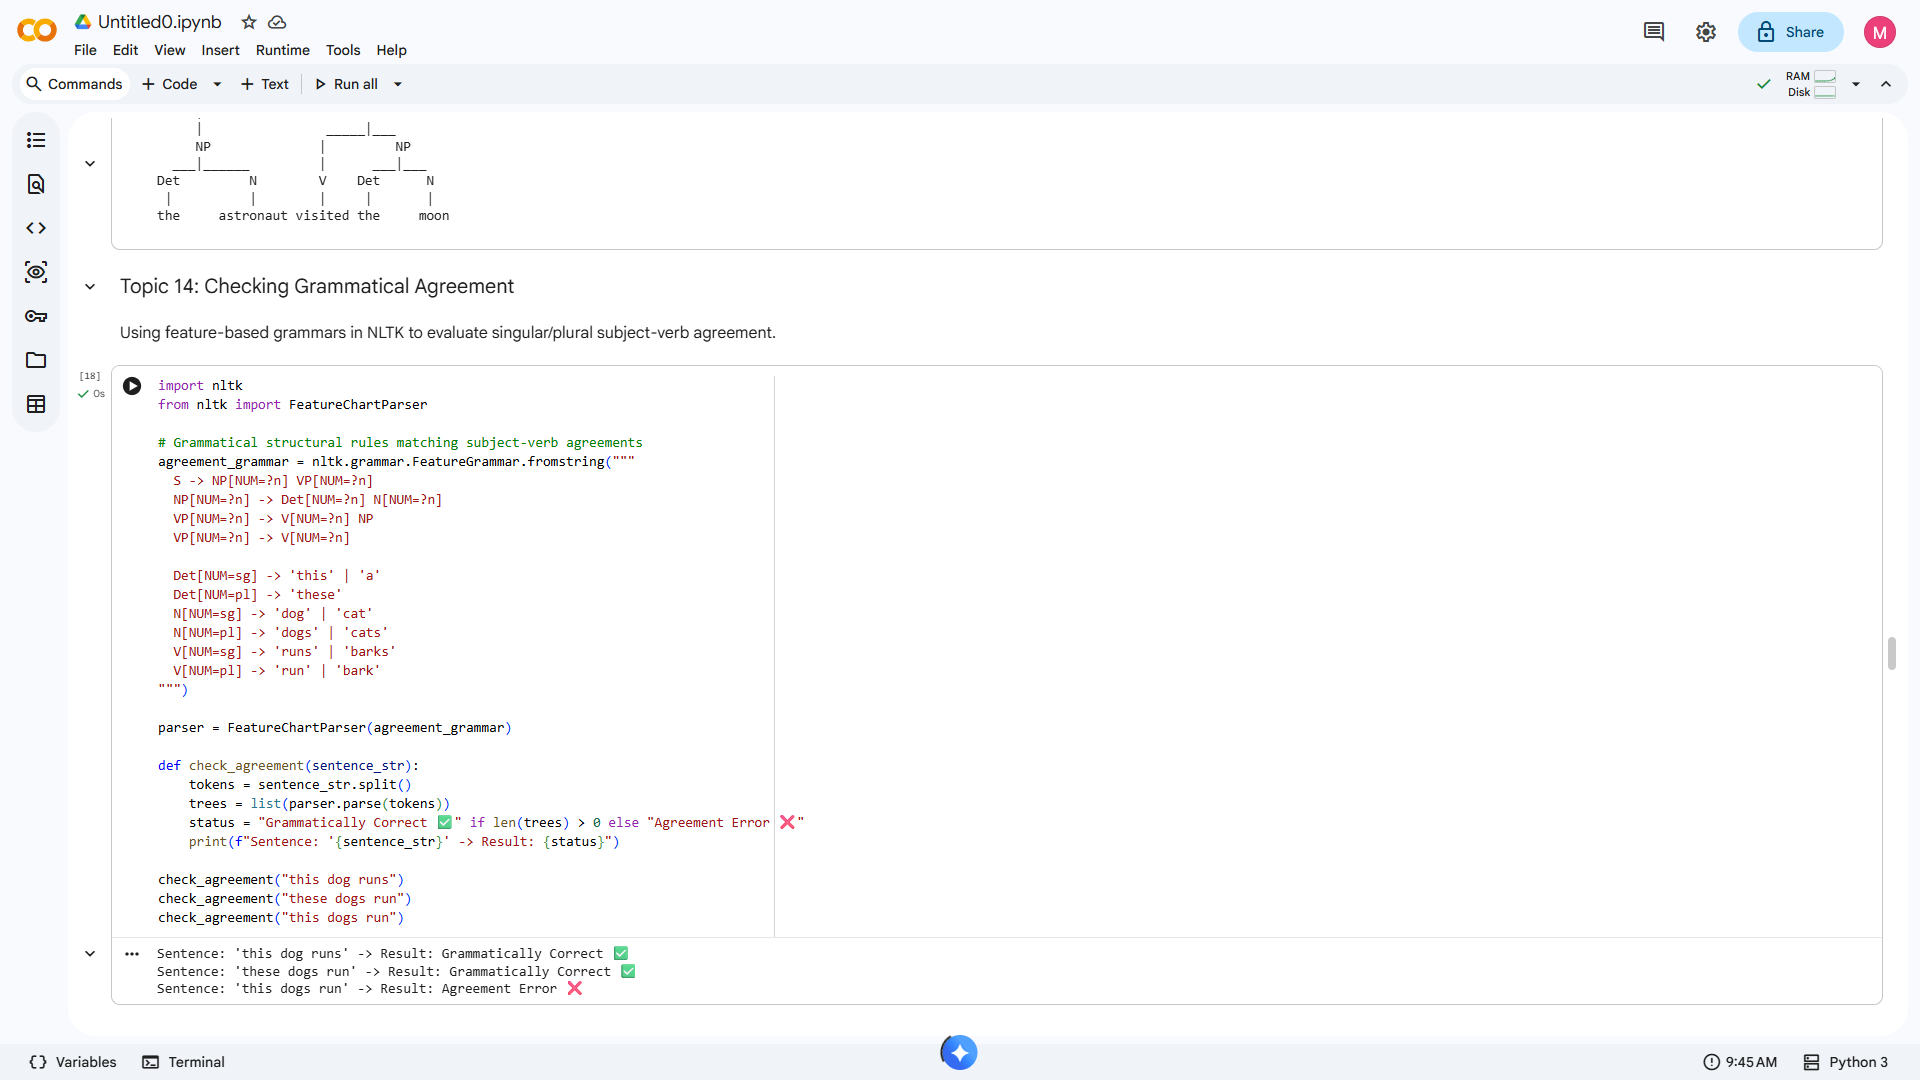 Untitled0.ipynb
File Edit View Insert Runtime Tools Help
Share
M
Commands + Code + Text Run all
RAM
Disk
NP NP
Det N V Det N
the astronaut visited the moon
Topic 14: Checking Grammatical Agreement
Using feature-based grammars in NLTK to evaluate singular/plural subject-verb agreement.
[18]
0s
import nltk
from nltk import FeatureChartParser
# Grammatical structural rules matching subject-verb agreements
agreement_grammar = nltk.grammar.FeatureGrammar.fromstring("""
S -> NP[NUM=?n] VP[NUM=?n]
NP[NUM=?n] -> Det[NUM=?n] N[NUM=?n]
VP[NUM=?n] -> V[NUM=?n] NP
VP[NUM=?n] -> V[NUM=?n]
Det[NUM=sg] -> 'this' | 'a'
Det[NUM=pl] -> 'these'
N[NUM=sg] -> 'dog' | 'cat'
N[NUM=pl] -> 'dogs' | 'cats'
V[NUM=sg] -> 'runs' | 'barks'
V[NUM=pl] -> 'run' | 'bark'
""")
parser = FeatureChartParser(agreement_grammar)
def check_agreement(sentence_str):
tokens = sentence_str.split()
trees = list(parser.parse(tokens))
status = "Grammatically Correct ✅" if len(trees) > 0 else "Agreement Error ❌"
print(f"Sentence: '{sentence_str}' -> Result: {status}")
check_agreement("this dog runs")
check_agreement("these dogs run")
check_agreement("this dogs run")
Sentence: 'this dog runs' -> Result: Grammatically Correct ✅
Sentence: 'these dogs run' -> Result: Grammatically Correct ✅
Sentence: 'this dogs run' -> Result: Agreement Error ❌
Variables Terminal
9:45 AM Python 3